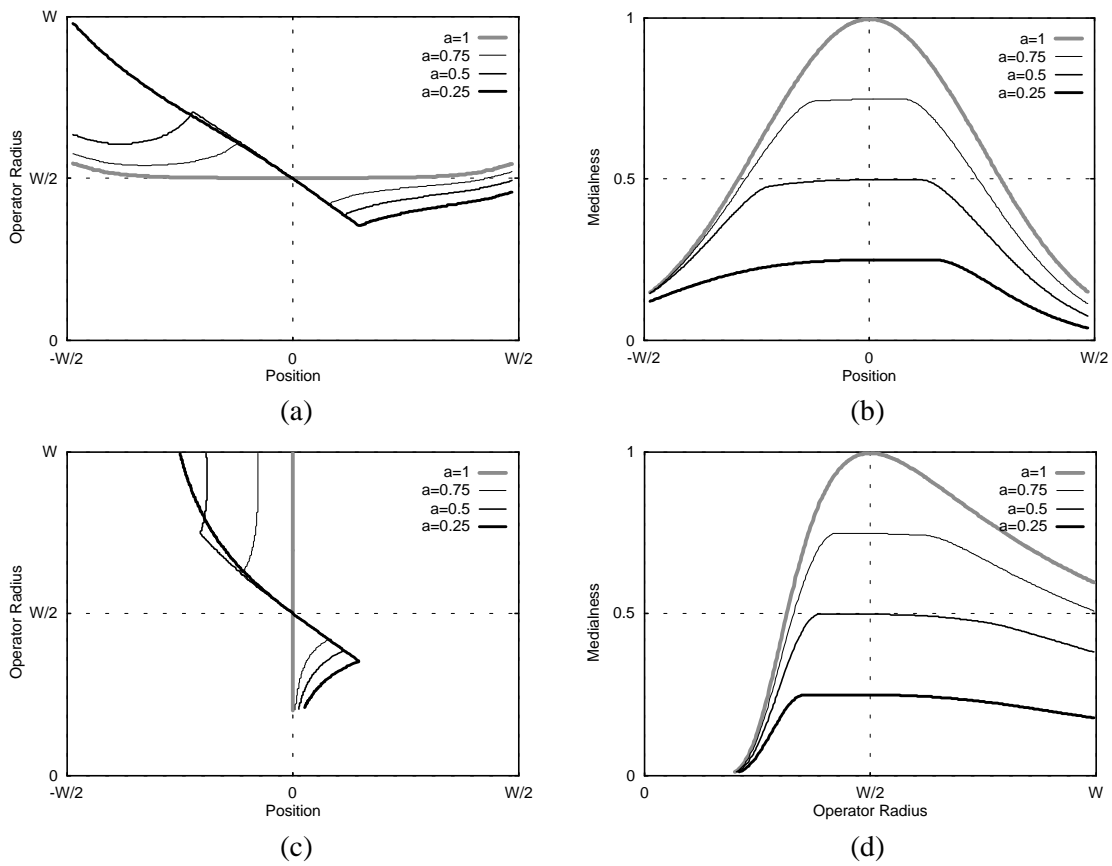 W
W/2
0
Operator Radius
-W/2
0
W/2
Position
a=1
a=0.75
a=0.5
a=0.25
(a)
1
0.5
0
Medialness
-W/2
0
W/2
Position
a=1
a=0.75
a=0.5
a=0.25
(b)
W
W/2
0
Operator Radius
-W/2
0
W/2
Position
a=1
a=0.75
a=0.5
a=0.25
(c)
1
0.5
0
Medialness
0
W/2
W
Operator Radius
a=1
a=0.75
a=0.5
a=0.25
(d)